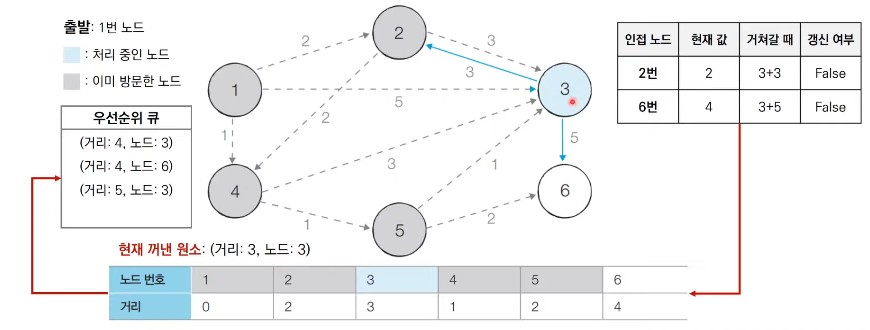 출발: 1번 노드
: 처리 중인 노드
: 이미 방문한 노드
우선순위 큐
(거리: 4, 노드: 3)
(거리: 4, 노드: 6)
(거리: 5, 노드: 3)
1
2
3
4
5
6
2
3
3
5
1
2
3
5
1
1
2
인접 노드 현재 값 거쳐갈 때 갱신 여부
2번 2 3+3 False
6번 4 3+5 False
현재 꺼낸 원소: (거리: 3, 노드: 3)
노드 번호 1 2 3 4 5 6
거리 0 2 3 1 2 4